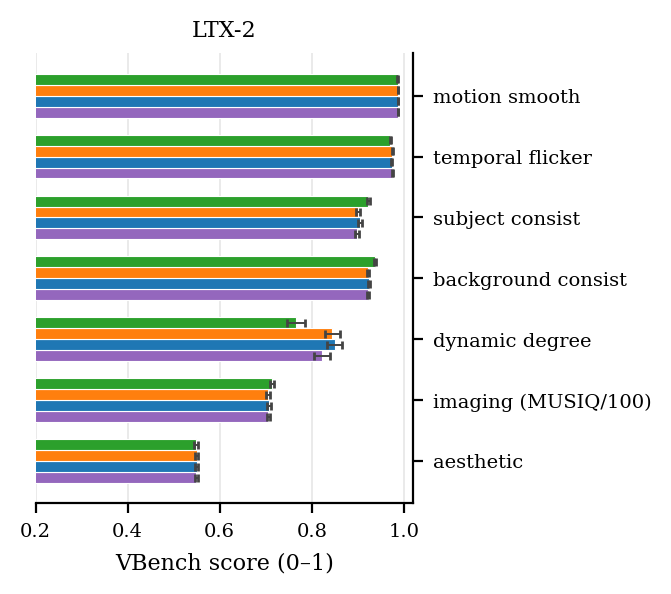 LTX-2
motion smooth
temporal flicker
subject consist
background consist
dynamic degree
imaging (MUSIQ/100)
aesthetic
0.2 0.4 0.6 0.8 1.0
VBench score (0–1)